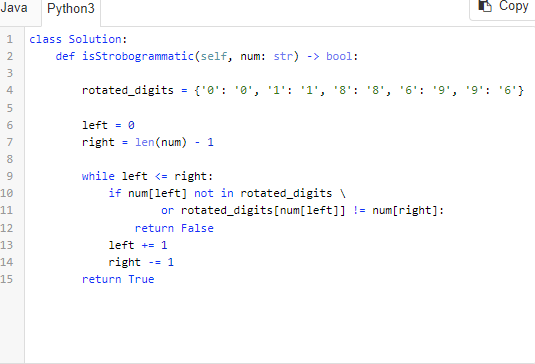 Java Python3 Copy
1 class Solution:
2     def isStrobogrammatic(self, num: str) -> bool:
3
4         rotated_digits = {'0': '0', '1': '1', '8': '8', '6': '9', '9': '6'}
5
6         left = 0
7         right = len(num) - 1
8
9         while left <= right:
10             if num[left] not in rotated_digits \
11                     or rotated_digits[num[left]] != num[right]:
12                 return False
13             left += 1
14             right -= 1
15         return True